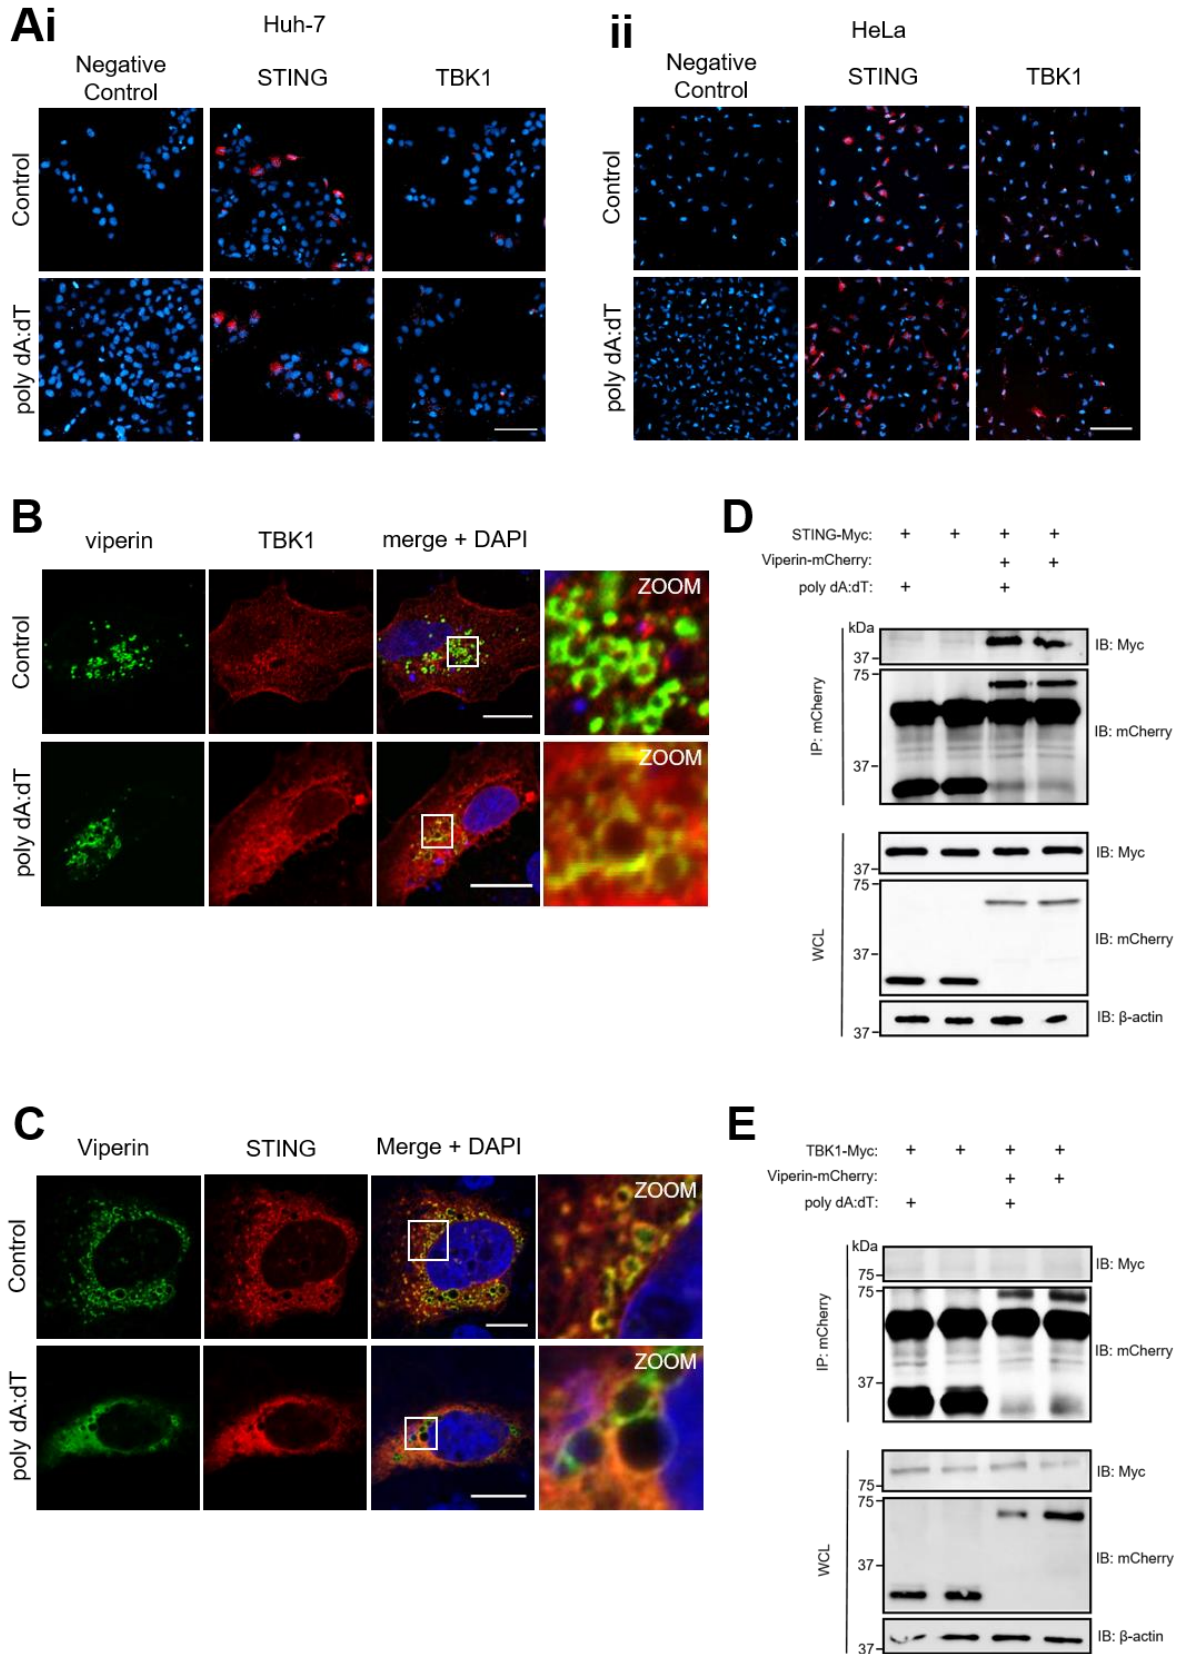 Ai
Huh-7
Negative Control
STING
TBK1
Control
poly dA:dT
ii
HeLa
Negative Control
STING
TBK1
Control
poly dA:dT
B
viperin
TBK1
merge + DAPI
Control
ZOOM
poly dA:dT
ZOOM
C
Viperin
STING
Merge + DAPI
Control
ZOOM
poly dA:dT
ZOOM
D
STING-Myc: + + + +
Viperin-mCherry: + +
poly dA:dT: + +
kDa
IP: mCherry
37
IB: Myc
75
37
IB: mCherry
WCL
37
IB: Myc
75
37
IB: mCherry
37
IB: β-actin
E
TBK1-Myc: + + + +
Viperin-mCherry: + +
poly dA:dT: + +
kDa
IP: mCherry
75
IB: Myc
75
37
IB: mCherry
WCL
75
IB: Myc
75
37
IB: mCherry
37
IB: β-actin